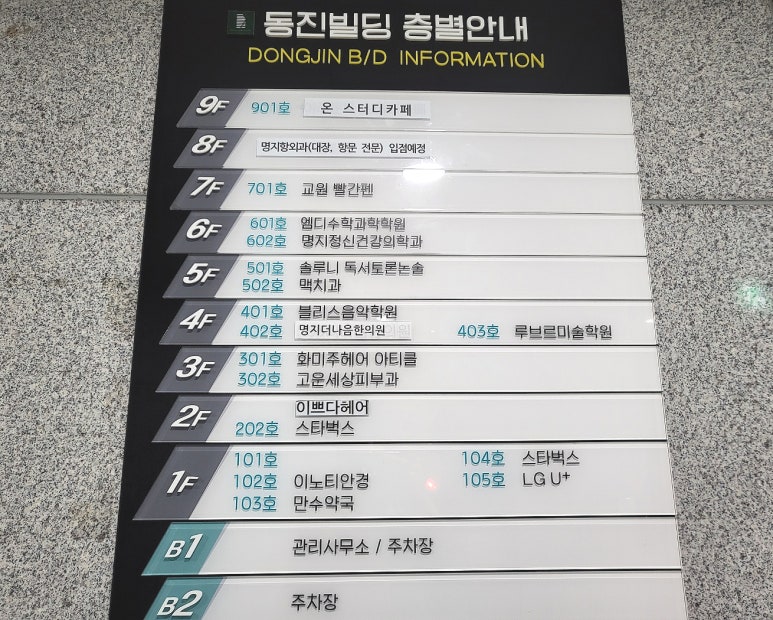 동진빌딩 층별안내
DONGJIN B/D INFORMATION
9F 901호 온 스터디카페
8F 명지항외과(대장, 항문 전문) 입점예정
7F 701호 교원 빨간펜
6F 601호 엠디수학과학학원
602호 명지정신건강의학과
5F 501호 솔루니 독서토론논술
502호 맥치과
4F 401호 블리스음악학원
402호 명지더나음한의원 403호 루브르미술학원
3F 301호 화미주헤어 아티클
302호 고운세상피부과
2F 이쁘다헤어
202호 스타벅스
1F 101호 104호 스타벅스
102호 이노티안경 105호 LG U+
103호 만수약국
B1 관리사무소 / 주차장
B2 주차장